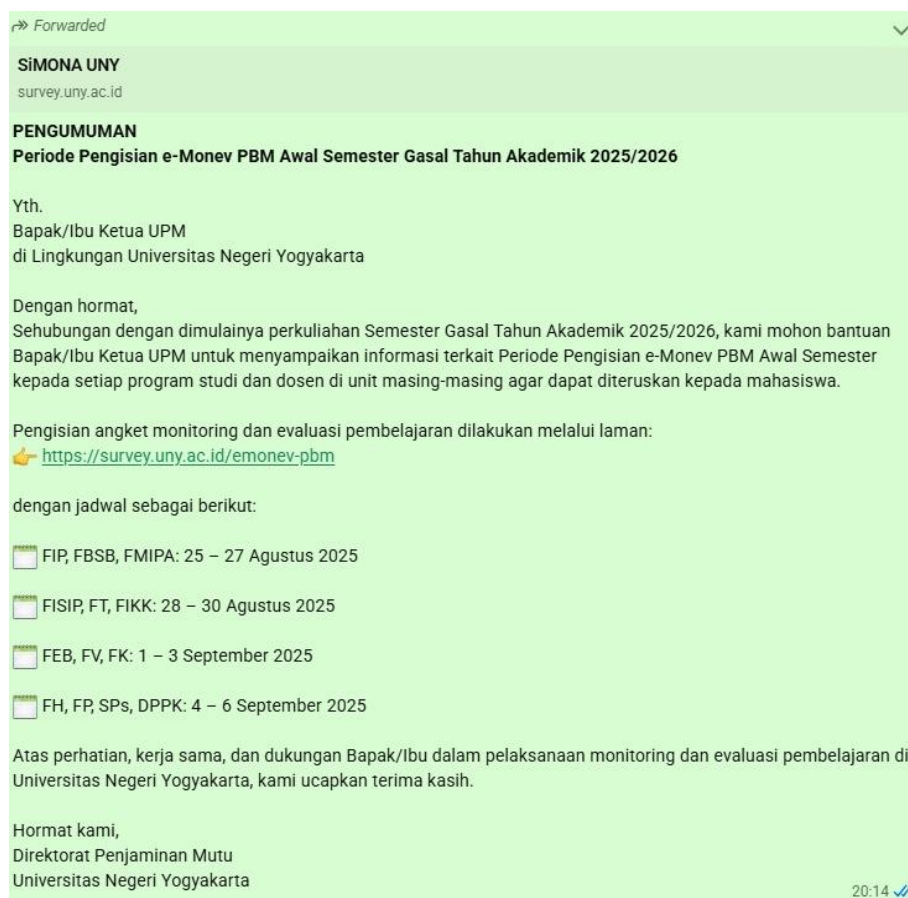 Forwarded
SiMONA UNY
survey.uny.ac.id
PENGUMUMAN
Periode Pengisian e-Monev PBM Awal Semester Gasal Tahun Akademik 2025/2026
Yth.
Bapak/Ibu Ketua UPM
di Lingkungan Universitas Negeri Yogyakarta
Dengan hormat,
Sehubungan dengan dimulainya perkuliahan Semester Gasal Tahun Akademik 2025/2026, kami mohon bantuan
Bapak/Ibu Ketua UPM untuk menyampaikan informasi terkait Periode Pengisian e-Monev PBM Awal Semester
kepada setiap program studi dan dosen di unit masing-masing agar dapat diteruskan kepada mahasiswa.
Pengisian angket monitoring dan evaluasi pembelajaran dilakukan melalui laman:
👉 https://survey.uny.ac.id/emonev-pbm
dengan jadwal sebagai berikut:
🗓 FIP, FBSB, FMIPA: 25 – 27 Agustus 2025
🗓 FISIP, FT, FIKK: 28 – 30 Agustus 2025
🗓 FEB, FV, FK: 1 – 3 September 2025
🗓 FH, FP, SPs, DPPK: 4 – 6 September 2025
Atas perhatian, kerja sama, dan dukungan Bapak/Ibu dalam pelaksanaan monitoring dan evaluasi pembelajaran di
Universitas Negeri Yogyakarta, kami ucapkan terima kasih.
Hormat kami,
Direktorat Penjaminan Mutu
Universitas Negeri Yogyakarta
20:14